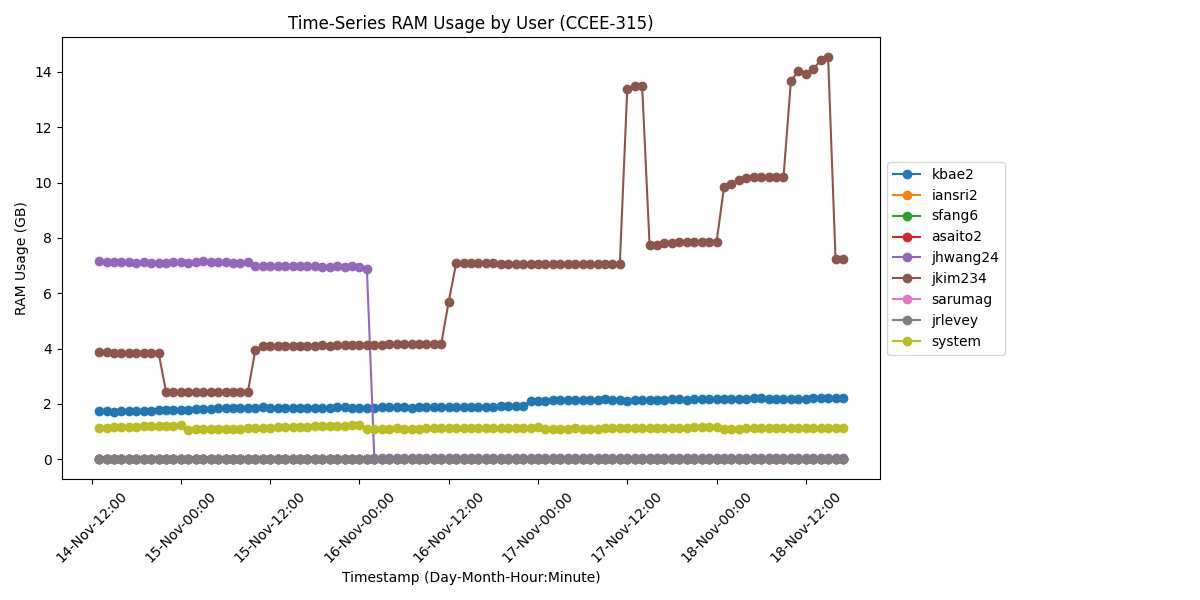 Time-Series RAM Usage by User (CCEE-315)
RAM Usage (GB)
14
12
10
8
6
4
2
0
14-Nov-12:00
15-Nov-00:00
15-Nov-12:00
16-Nov-00:00
16-Nov-12:00
17-Nov-00:00
17-Nov-12:00
18-Nov-00:00
18-Nov-12:00
Timestamp (Day-Month-Hour:Minute)
kbae2
iansri2
sfang6
asaito2
jhwang24
jkim234
sarumag
jrlevey
system